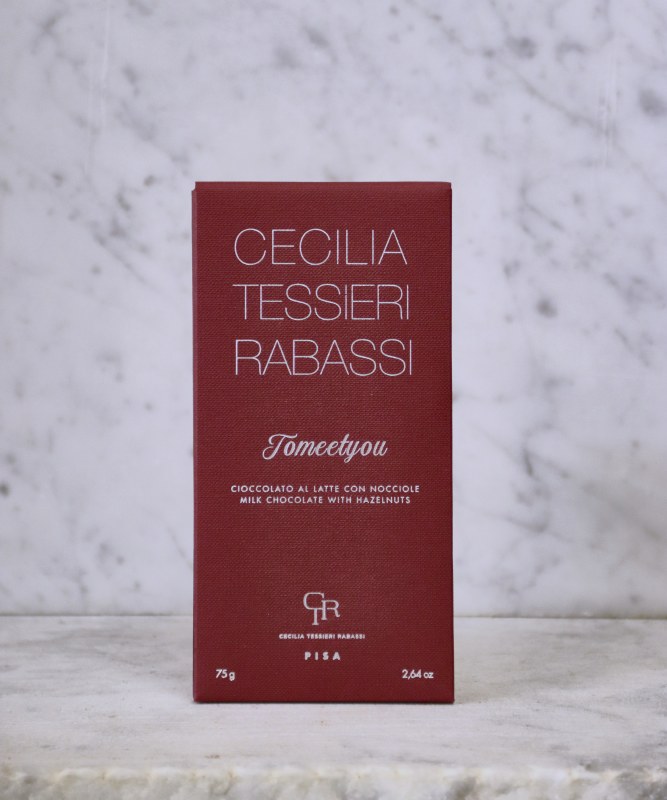 CECILIA
TESSIERI
RABASSI
Tomeetyou
CIOCCOLATO AL LATTE CON NOCCIOLE
MILK CHOCOLATE WITH HAZELNUTS
CTR
CECILIA TESSIERI RABASSI
PISA
75 g 2,64 oz